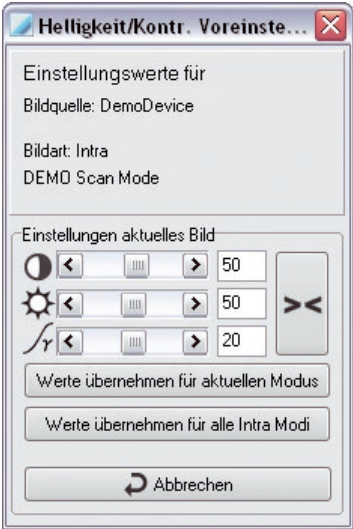 Helligkeit/Kontr. Voreinste...
Einstellungswerte für
Bildquelle: DemoDevice
Bildart: Intra
DEMO Scan Mode
Einstellungen aktuelles Bild
50
50
γ 20
><
Werte übernehmen für aktuellen Modus
Werte übernehmen für alle Intra Modi
Abbrechen